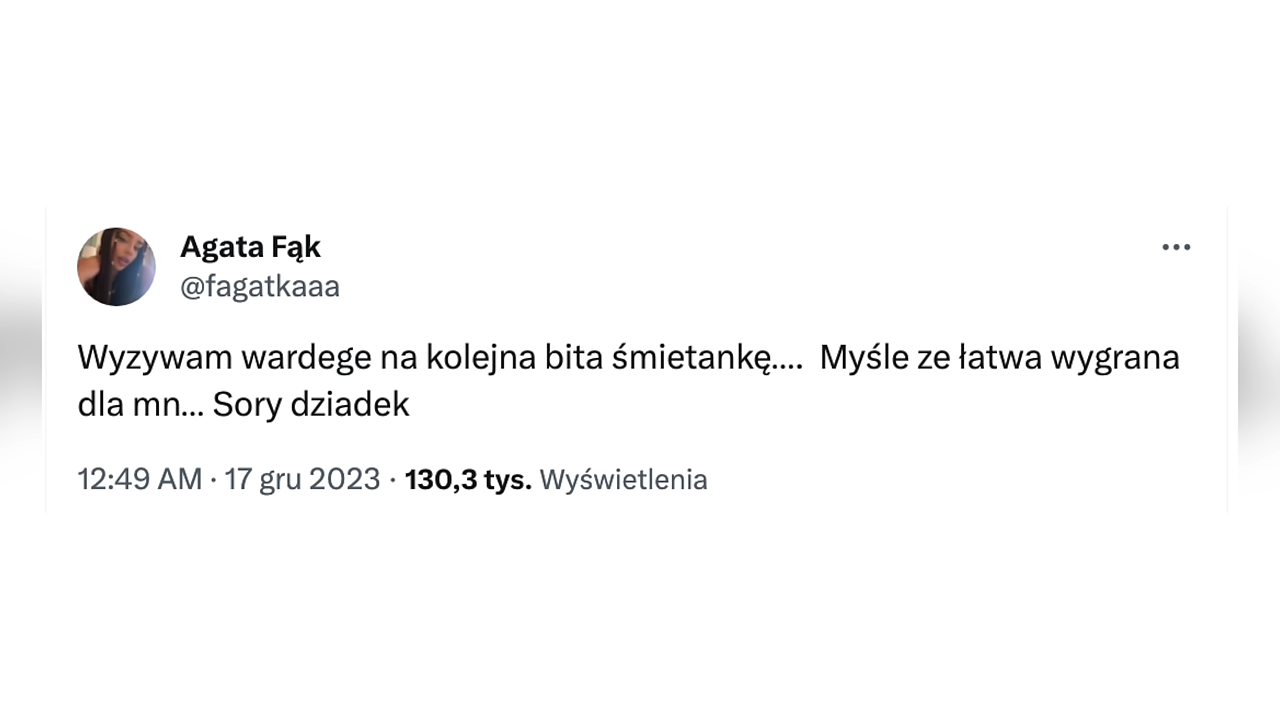 Agata Fąk
@fagatkaaa
Wyzywam wardege na kolejna bita śmietankę....  Myśle ze łatwa wygrana
dla mn... Sory dziadek
12:49 AM · 17 gru 2023 · 130,3 tys. Wyświetlenia